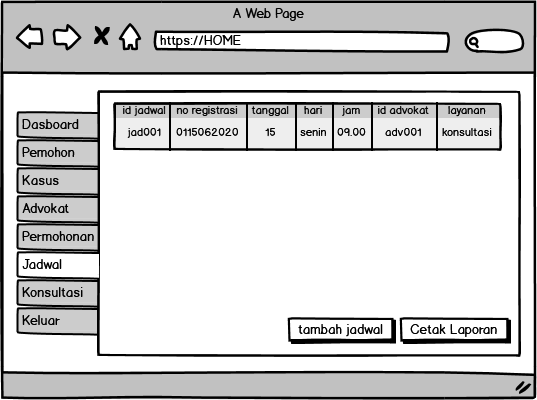 A Web Page
https://HOME
Dasboard
Pemohon
Kasus
Advokat
Permohonan
Jadwal
Konsultasi
Keluar
id jadwal no registrasi tanggal hari jam id advokat layanan
jad001 0115062020 15 senin 09.00 adv001 konsultasi
tambah jadwal Cetak Laporan